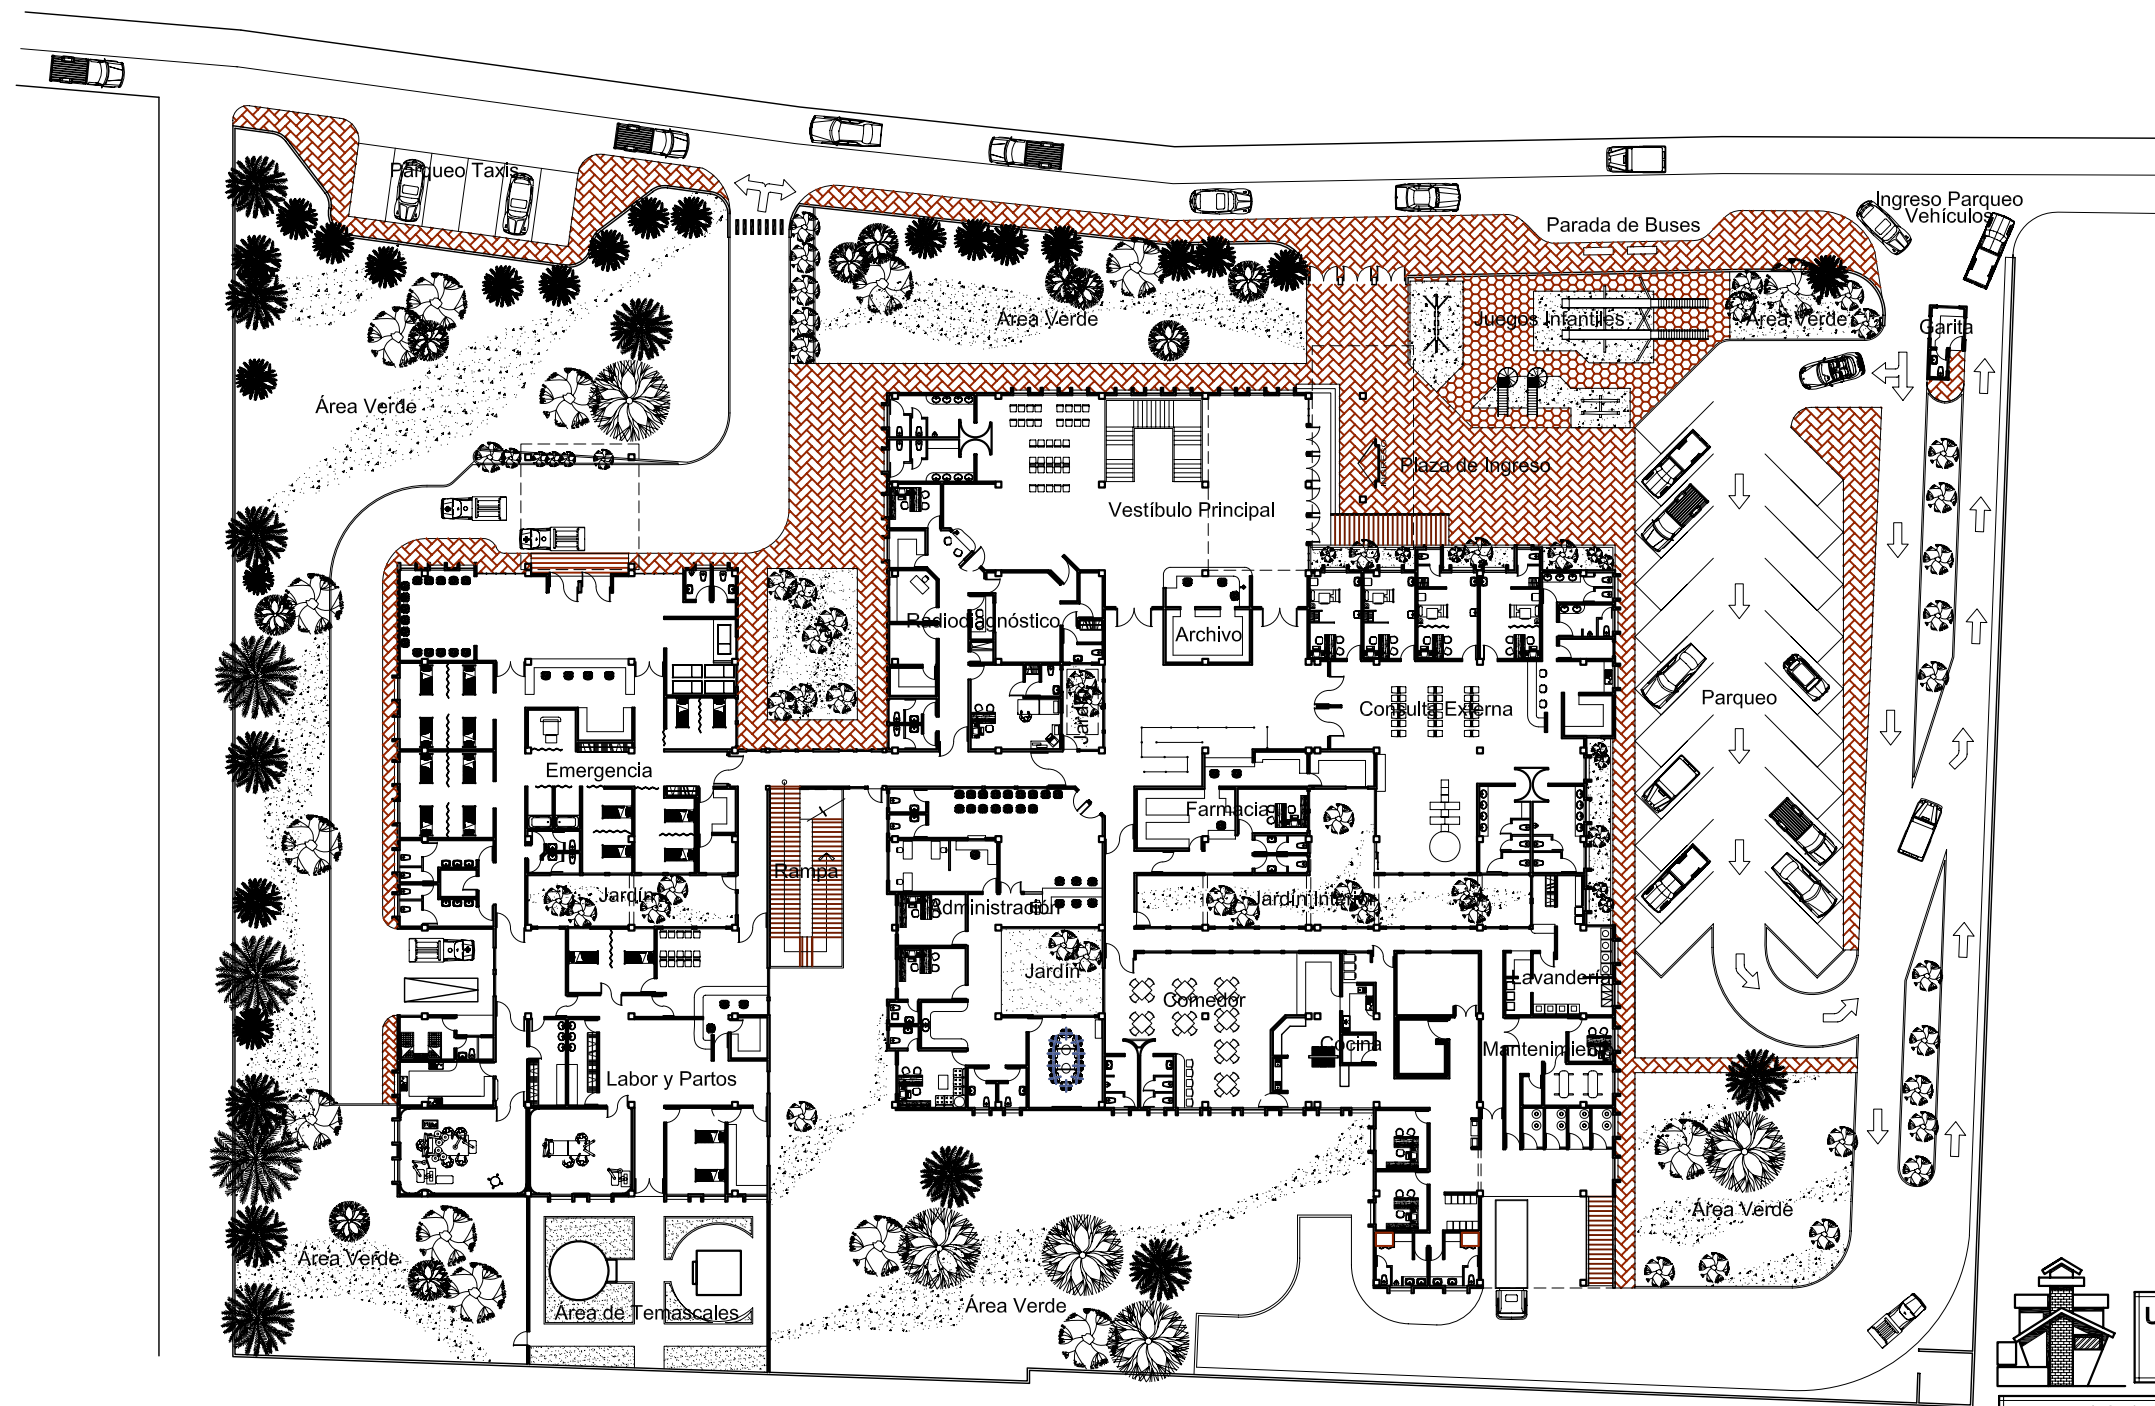 Parqueo Taxis
Ingreso Parqueo
Vehículos
Parada de Buses
Área Verde
Juegos Infantiles
Área Verde
Garita
Área Verde
Plaza de Ingreso
Vestíbulo Principal
Radiodiagnóstico
Archivo
Jardín
Consulta Externa
Parqueo
Emergencia
Farmacia
Rampa
Jardín
Administración
Jardín Interior
Jardín
Comedor
Lavandería
Cocina
Mantenimiento
Labor y Partos
Área Verde
Área Verde
Área Verde
Área de Temascales
U